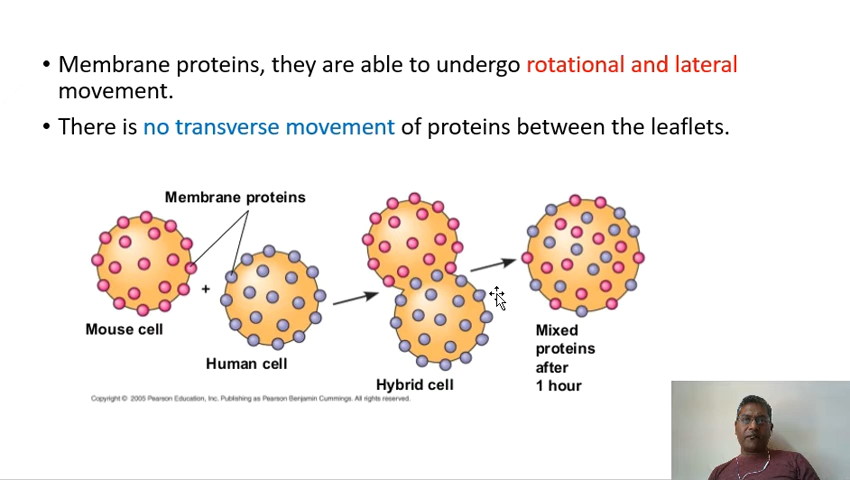 • Membrane proteins, they are able to undergo rotational and lateral
movement.
• There is no transverse movement of proteins between the leaflets.
Membrane proteins
+
Mouse cell
Human cell
Hybrid cell
Mixed
proteins
after
1 hour
Copyright © 2005 Pearson Education, Inc. Publishing as Pearson Benjamin Cummings. All rights reserved.